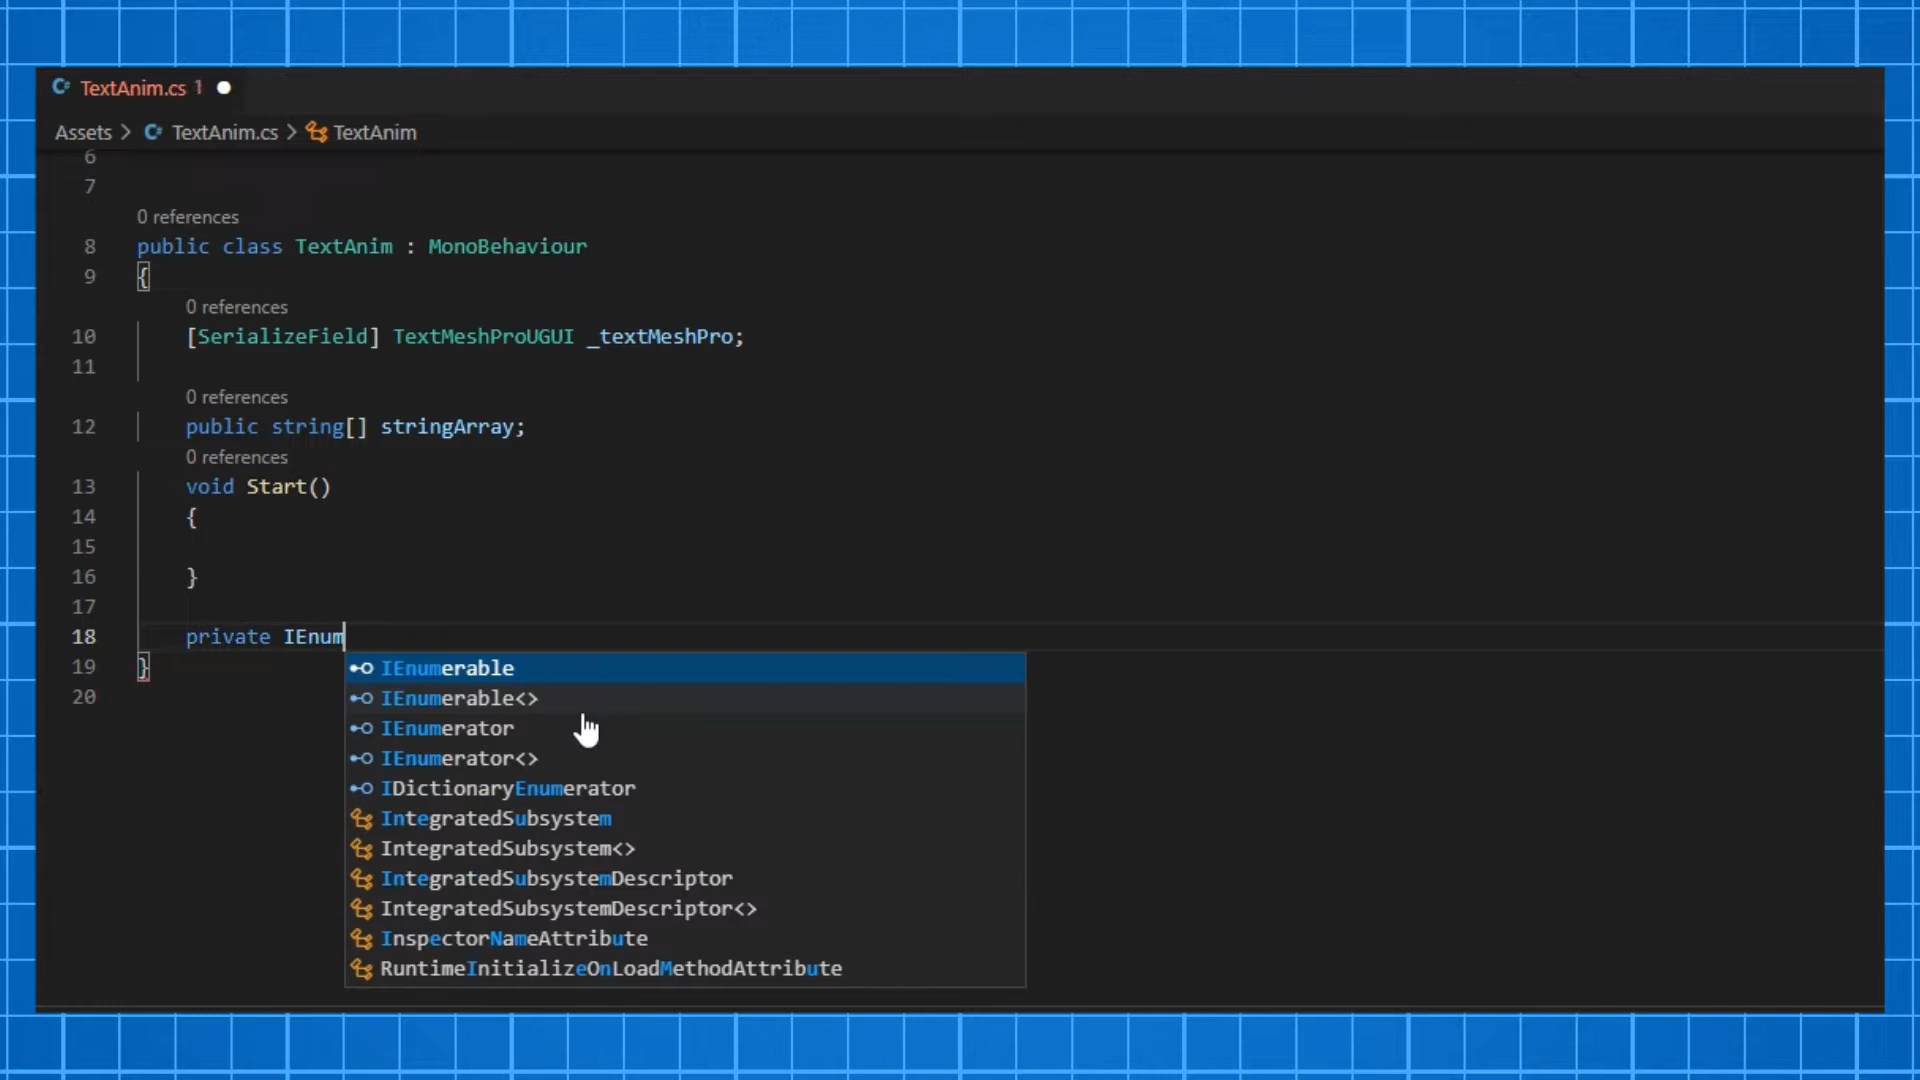 TextAnim.cs 1
Assets > TextAnim.cs > TextAnim
6
7
0 references
8 public class TextAnim : MonoBehaviour
9 {
0 references
10 [SerializeField] TextMeshProUGUI _textMeshPro;
11
0 references
12 public string[] stringArray;
0 references
13 void Start()
14 {
15
16 }
17
18 private IEnum
19 }
20
IEnumerable
IEnumerable<>
IEnumerator
IEnumerator<>
IDictionaryEnumerator
IntegratedSubsystem
IntegratedSubsystem<>
IntegratedSubsystemDescriptor
IntegratedSubsystemDescriptor<>
InspectorNameAttribute
RuntimeInitializeOnLoadMethodAttribute